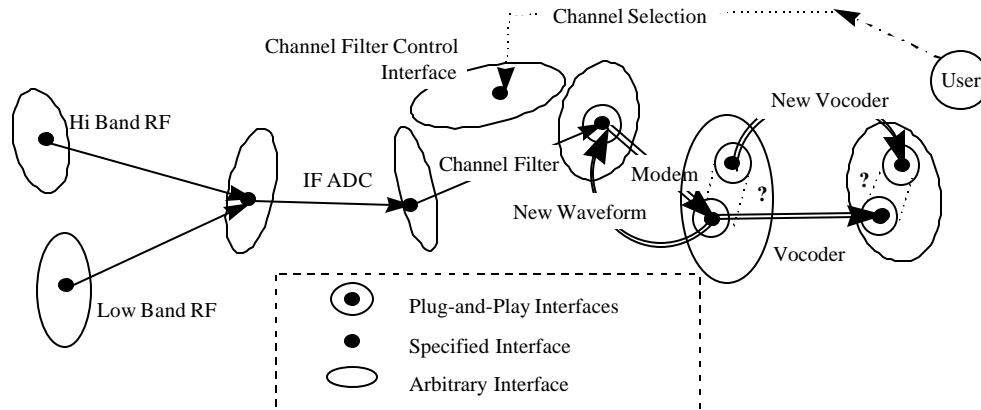 Channel Selection
Channel Filter Control
Interface
User
New Vocoder
Hi Band RF
IF ADC
Channel Filter
Modem
?
?
New Waveform
Vocoder
Low Band RF
Plug-and-Play Interfaces
Specified Interface
Arbitrary Interface